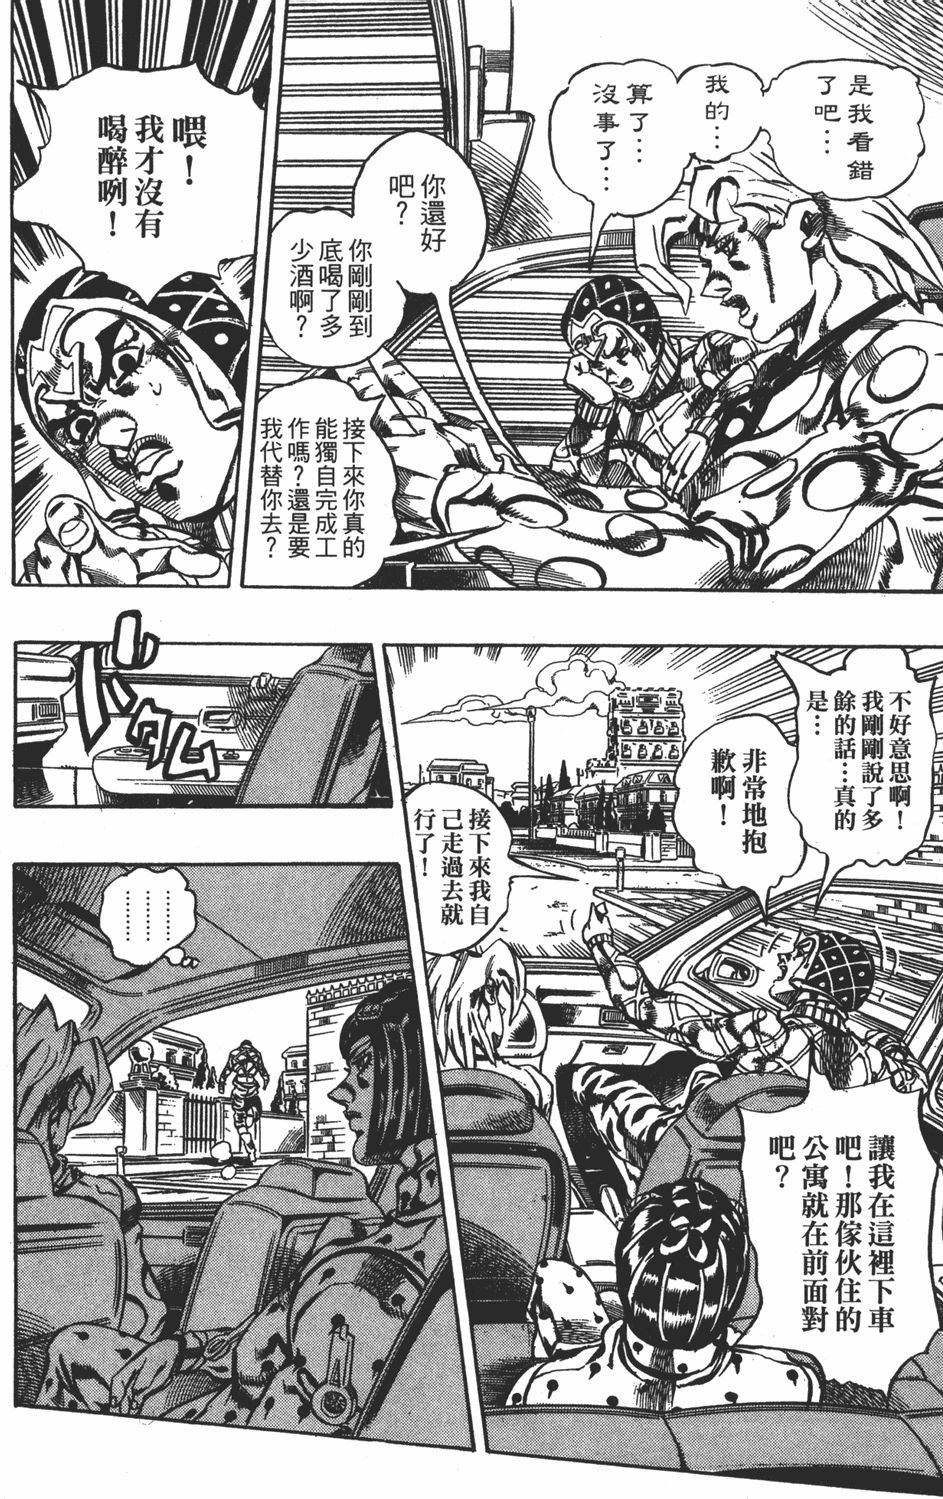 是我看錯
了吧…
我的…
算了…
沒事了…
你還好
吧？
你剛剛到
底喝了多
少酒啊？
接下來你真的
能獨自完成工
作嗎？還是要
我代替你去？
喂！
我才沒有
喝醉咧！
不好意思啊！
我剛剛說了多
餘的話…真的
是…
非常地抱
歉啊！
接下來我自
己走過去就
行了！
讓我在這裡下車
吧！那傢伙住的
公寓就在前面對
吧？
バタム
………
………